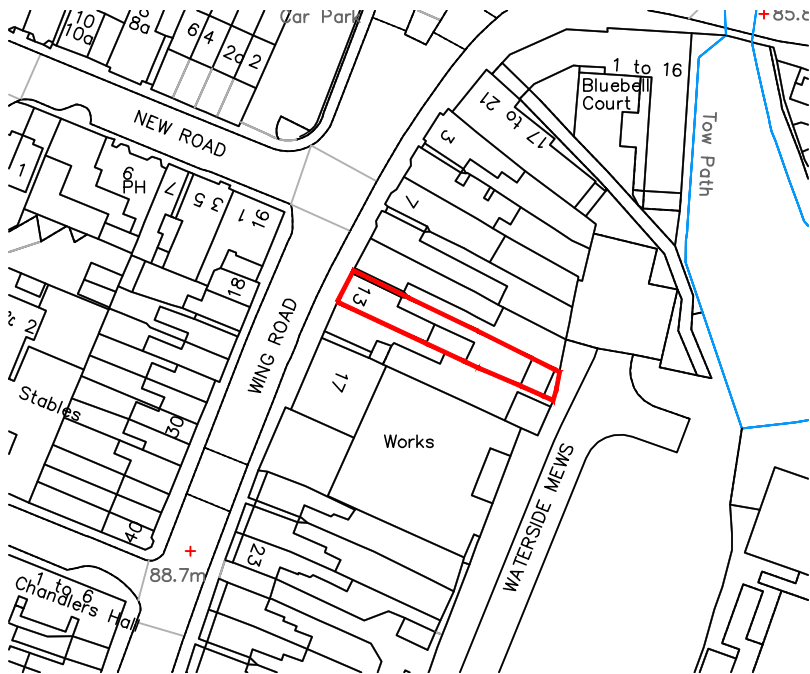 Car Park
85.8
10
10a
8a
6
4
2a
2
1 to 16
Bluebell
Court
17 to 21
Tow Path
NEW ROAD
3
1
9
PH
7
5
3
1
16
7
18
13
WING ROAD
& 2
17
Stables
30
Works
WATERSIDE MEWS
40
23
88.7m
1 to 6
Chandlers Hall